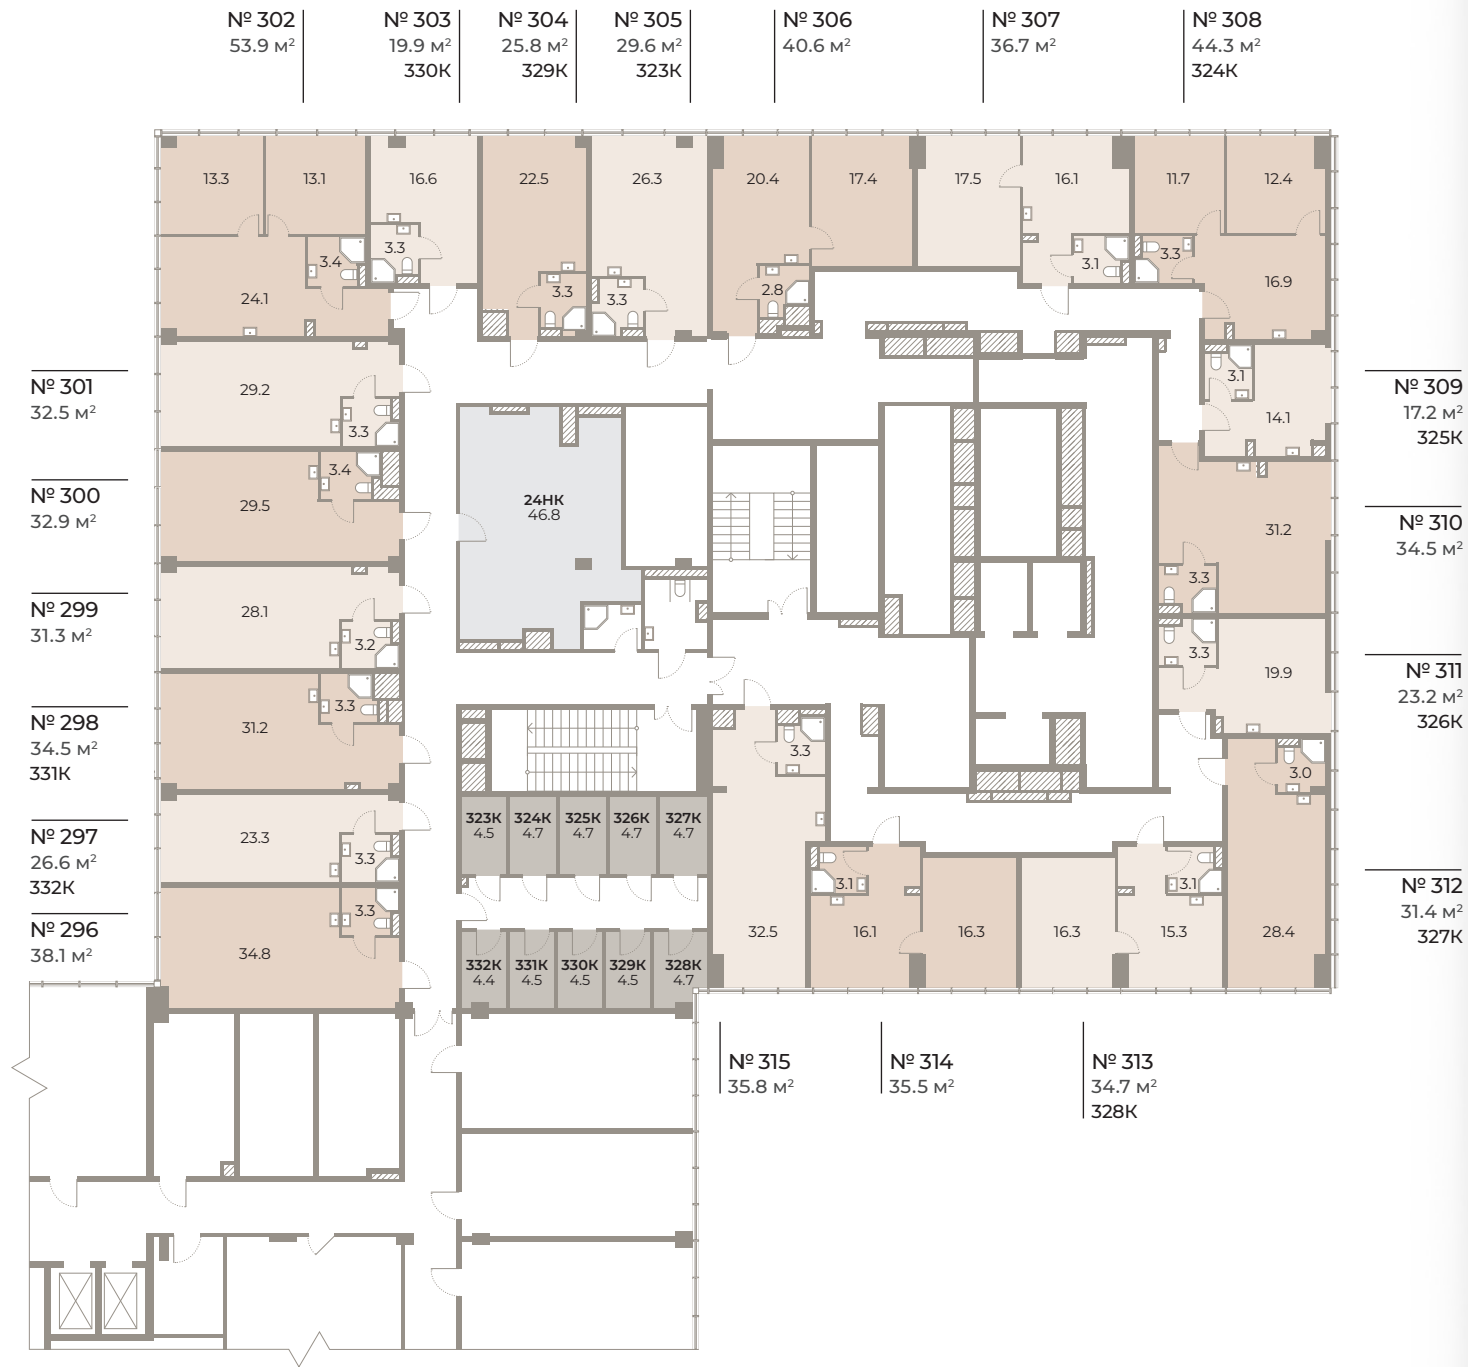 № 302
53.9 м²
№ 303
19.9 м²
330К
№ 304
25.8 м²
329К
№ 305
29.6 м²
323К
№ 306
40.6 м²
№ 307
36.7 м²
№ 308
44.3 м²
324К
13.3
13.1
16.6
22.5
26.3
20.4
17.4
17.5
16.1
11.7
12.4
3.4
3.3
3.3
3.3
2.8
3.1
3.3
24.1
16.9
№ 301
32.5 м²
29.2
3.3
№ 300
32.9 м²
29.5
3.4
№ 299
31.3 м²
28.1
3.2
№ 298
34.5 м²
331К
31.2
3.3
№ 297
26.6 м²
332К
23.3
3.3
№ 296
38.1 м²
34.8
3.3
24НК
46.8
3.1
14.1
№ 309
17.2 м²
325К
31.2
3.3
№ 310
34.5 м²
3.3
19.9
№ 311
23.2 м²
326К
3.0
28.4
№ 312
31.4 м²
327К
3.3
32.5
323К
4.5
324К
4.7
325К
4.7
326К
4.7
327К
4.7
332К
4.4
331К
4.5
330К
4.5
329К
4.5
328К
4.7
3.1
16.1
16.3
16.3
3.1
15.3
№ 315
35.8 м²
№ 314
35.5 м²
№ 313
34.7 м²
328К